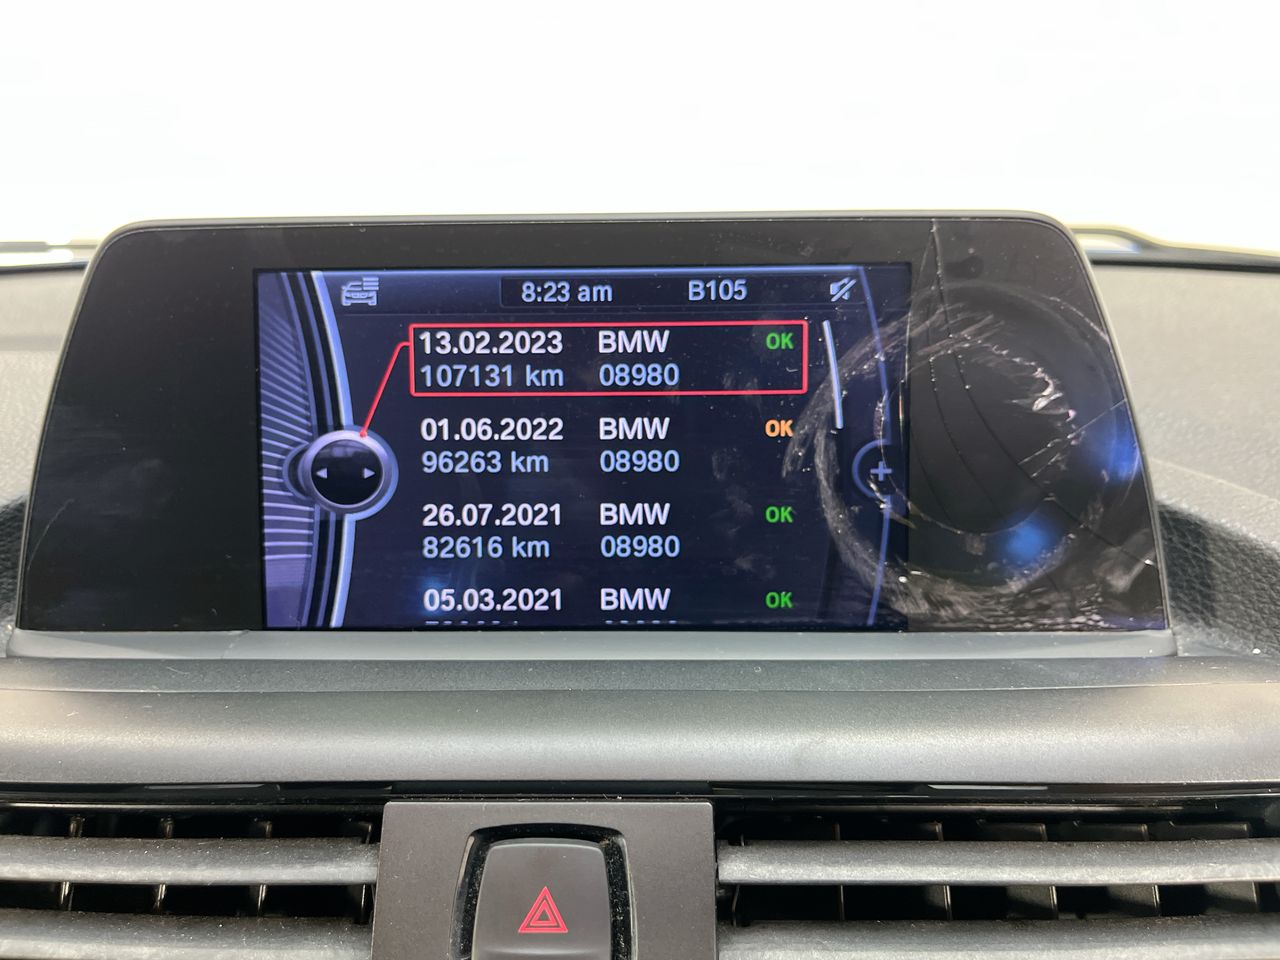 8:23 am B105
13.02.2023 BMW OK
107131 km 08980
01.06.2022 BMW OK
96263 km 08980
26.07.2021 BMW OK
82616 km 08980
05.03.2021 BMW OK